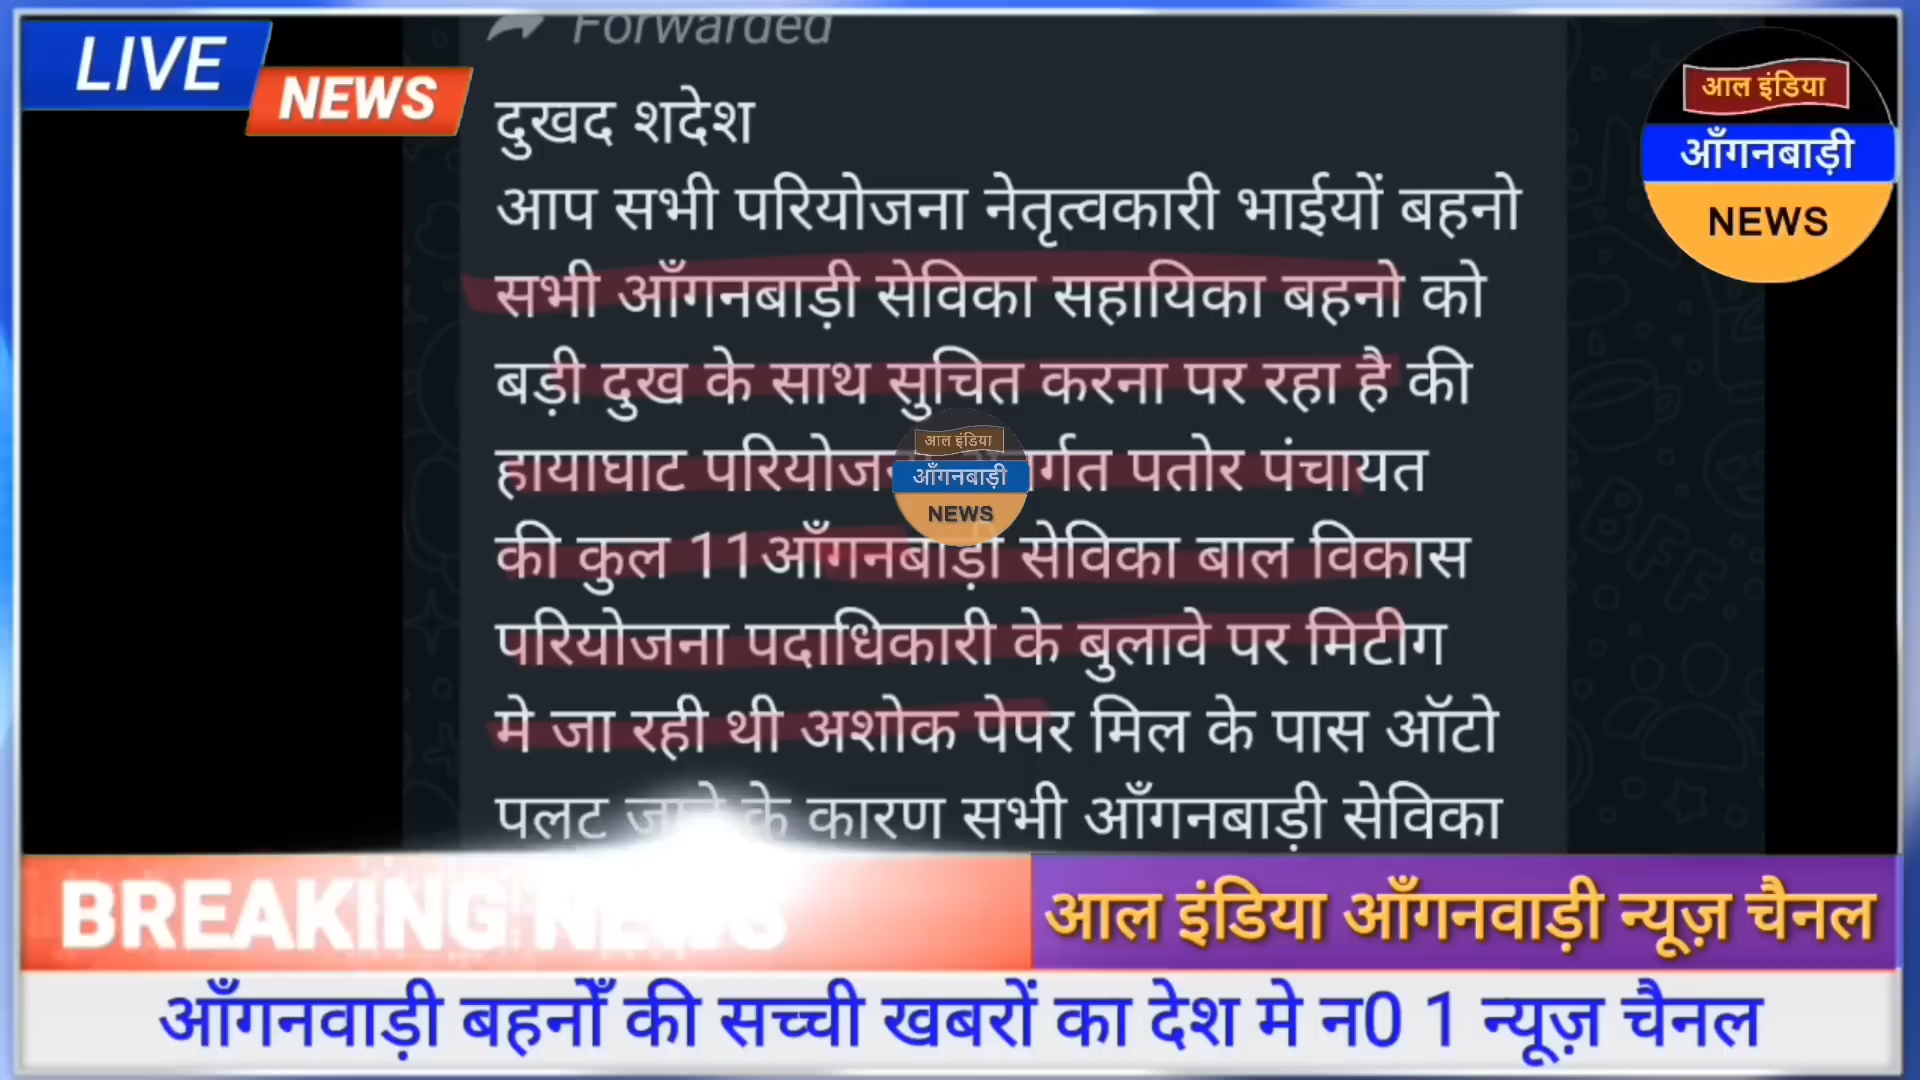 LIVE
NEWS
Forwarded
दुखद शदेश
आप सभी परियोजना नेतृत्वकारी भाईयों बहनो
सभी आँगनबाड़ी सेविका सहायिका बहनो को
बड़ी दुख के साथ सुचित करना पर रहा है की
हायाघाट पतोर पंचायत
की कुल 11आँगनबाड़ी सेविका बाल विकास
परियोजना पदाधिकारी के बुलावे पर मिटीग
मे जा रही थी अशोक पेपर मिल के पास ऑटो
पलट के कारण सभी आँगनबाड़ी सेविका
आल इंडिया
आँगनबाड़ी
NEWS
आल इंडिया
आँगनबाड़ी
NEWS
BREAKING NEWS
आल इंडिया आँगनवाड़ी न्यूज़ चैनल
आँगनवाड़ी बहनोँ की सच्ची खबरों का देश मे न0 1 न्यूज़ चैनल